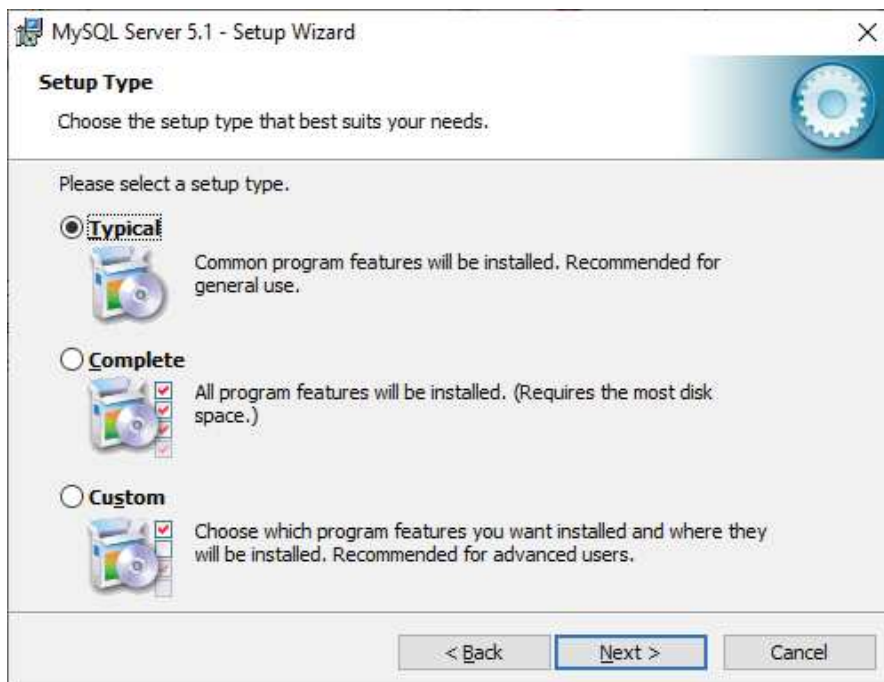 MySQL Server 5.1 - Setup Wizard
Setup Type
Choose the setup type that best suits your needs.
Please select a setup type.
Typical
Common program features will be installed. Recommended for
general use.
Complete
All program features will be installed. (Requires the most disk
space.)
Custom
Choose which program features you want installed and where they
will be installed. Recommended for advanced users.
< Back Next > Cancel